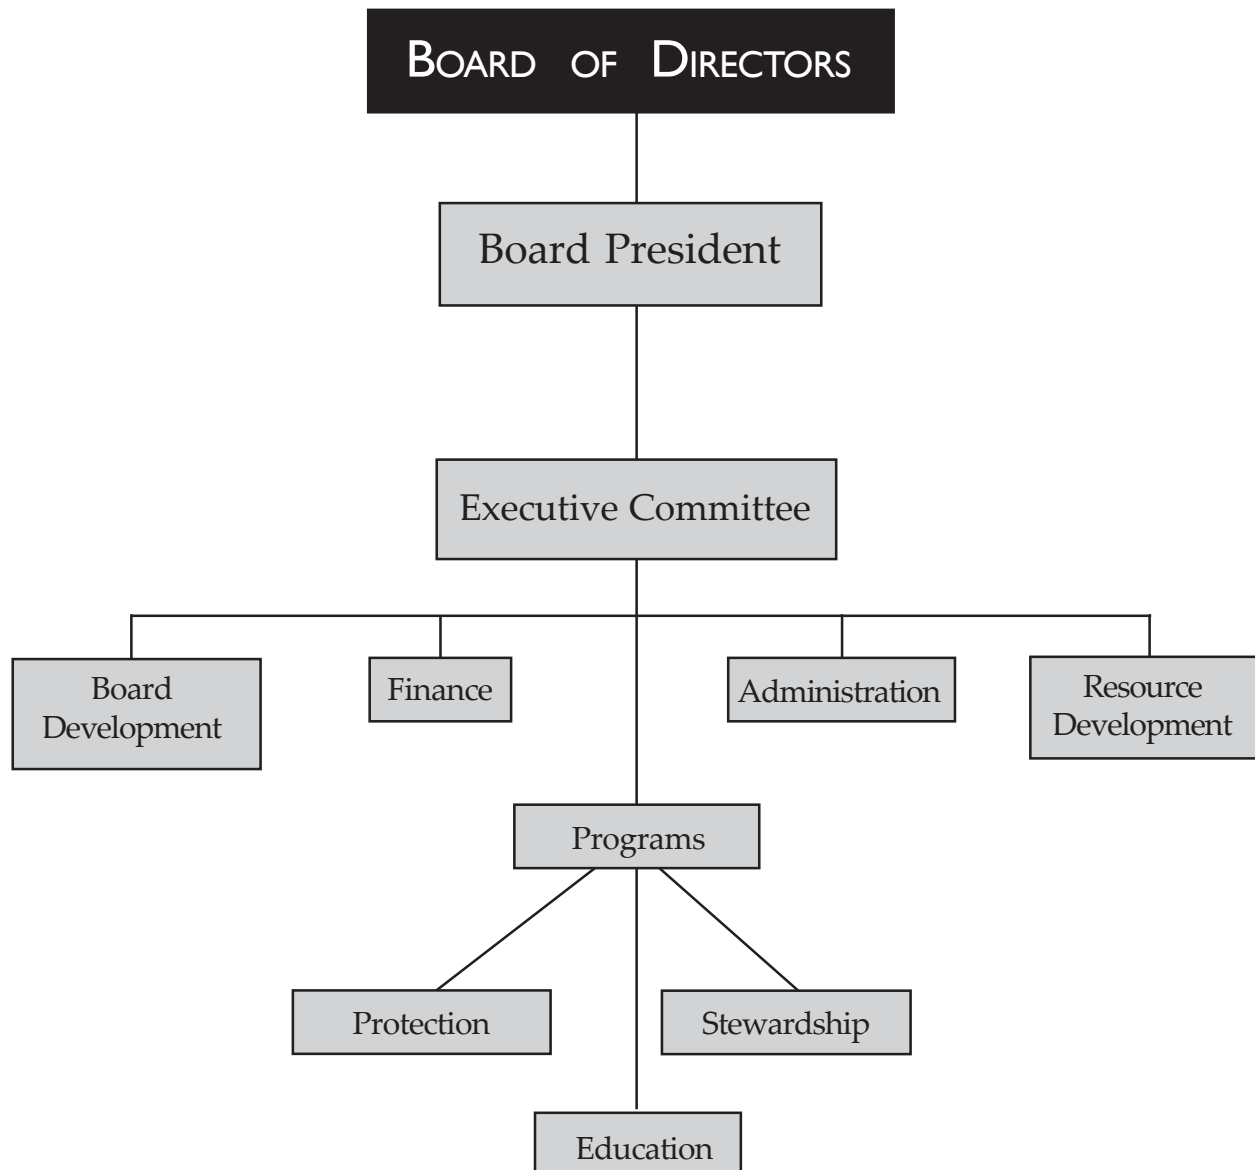 BOARD OF DIRECTORS
Board President
Executive Committee
Board
Development
Finance
Administration
Resource
Development
Programs
Protection
Stewardship
Education